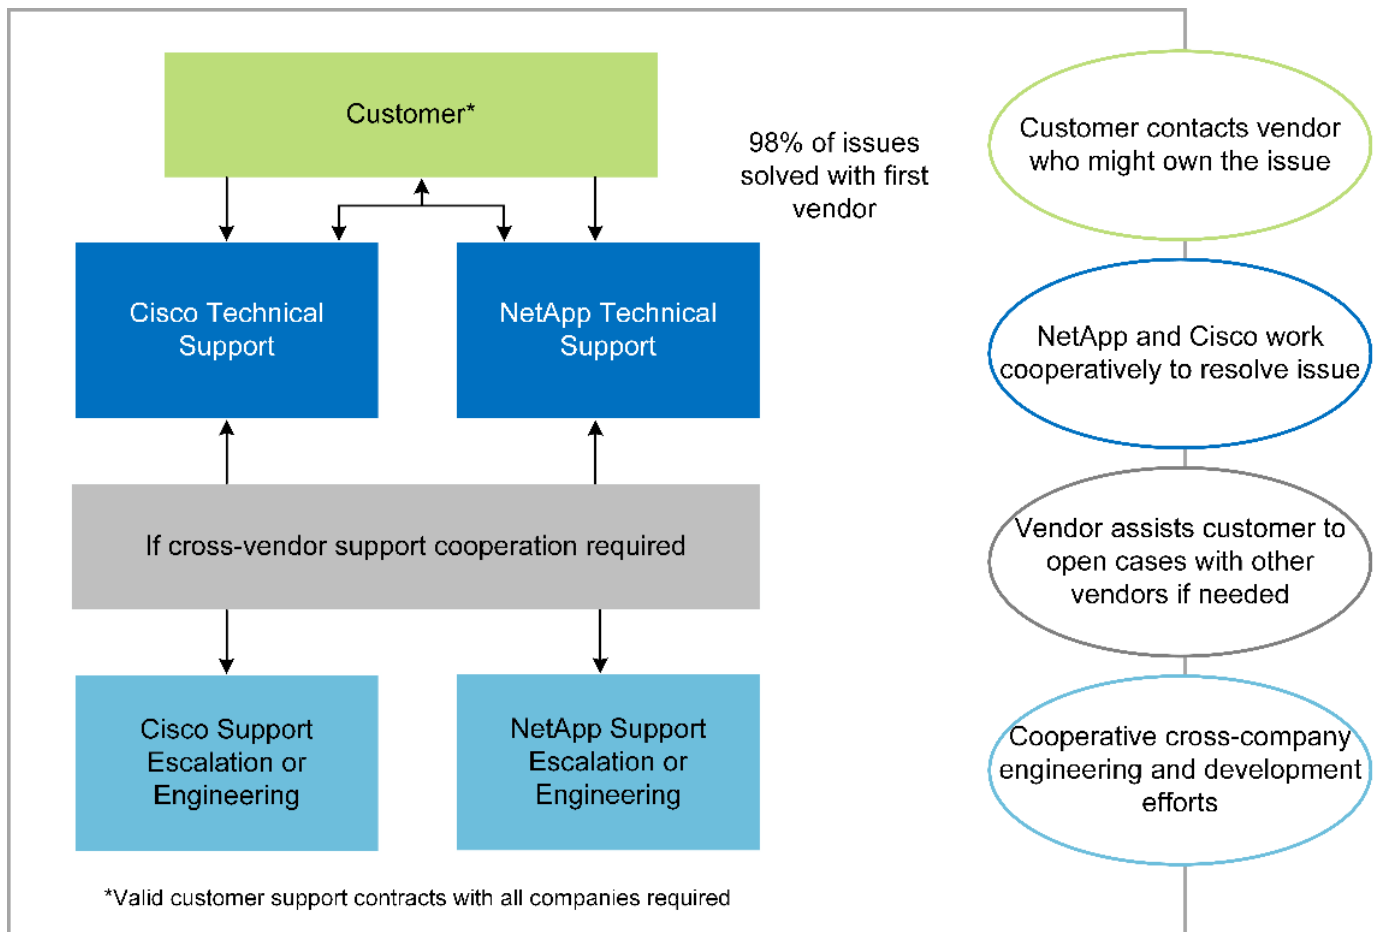 Customer*
98% of issues
solved with first
vendor
Customer contacts vendor
who might own the issue
Cisco Technical
Support
NetApp Technical
Support
NetApp and Cisco work
cooperatively to resolve issue
If cross-vendor support cooperation required
Vendor assists customer to
open cases with other
vendors if needed
Cisco Support
Escalation or
Engineering
NetApp Support
Escalation or
Engineering
Cooperative cross-company
engineering and development
efforts
*Valid customer support contracts with all companies required